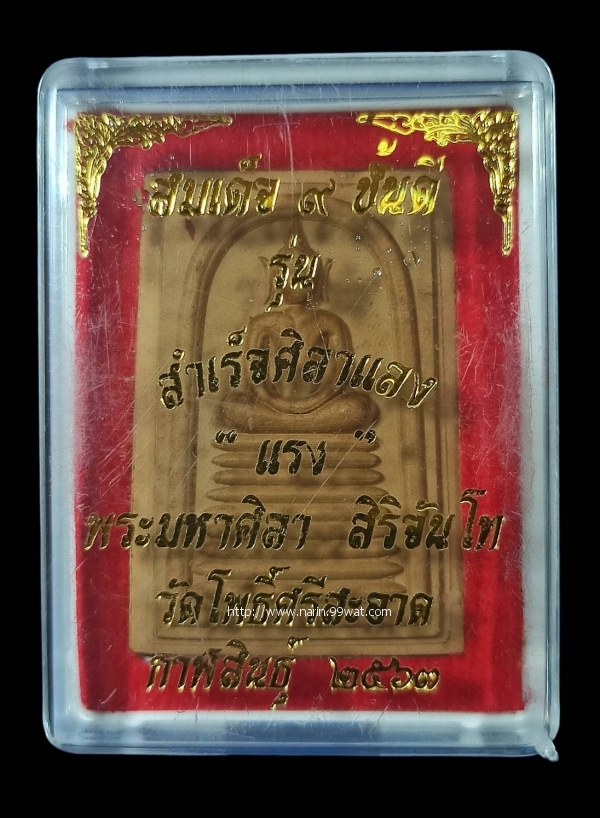 สมเด็จ ๙ ชั้นดี
รุ่น
สำเร็จศิลาแลง
"แรง"
พระมหาศิลา สิริจันโท
วัดโพธิ์ศรีสะอาด
http://www.naiin.99wat.com
กาฬสินธุ์ ๒๕๖๓